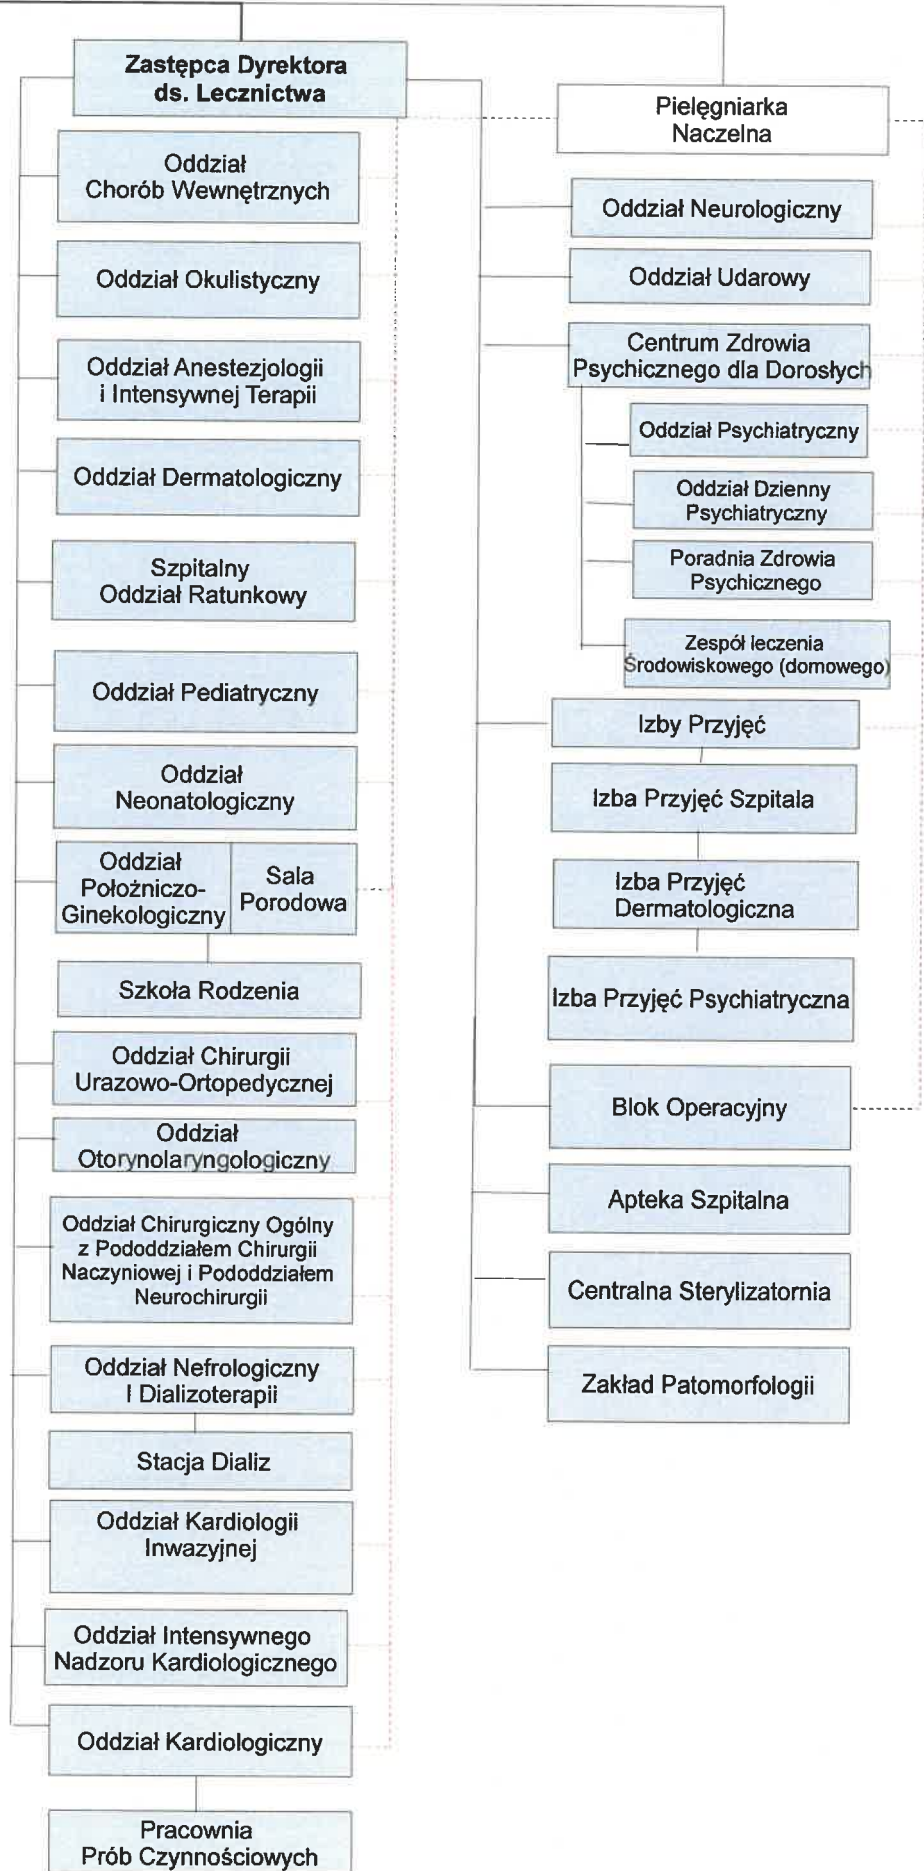 Zastępca Dyrektora
ds. Lecznictwa
Oddział
Chorób Wewnętrznych
Oddział Okulistyczny
Oddział Anestezjologii
i Intensywnej Terapii
Oddział Dermatologiczny
Szpitalny
Oddział Ratunkowy
Oddział Pediatryczny
Oddział
Neonatologiczny
Oddział
Położniczo-
Ginekologiczny
Sala
Porodowa
Szkoła Rodzenia
Oddział Chirurgii
Urazowo-Ortopedycznej
Oddział
Otorynolaryngologiczny
Oddział Chirurgiczny Ogólny
z Pododdziałem Chirurgii
Naczyniowej i Pododdziałem
Neurochirurgii
Oddział Nefrologiczny
I Dializoterapii
Stacja Dializ
Oddział Kardiologii
Inwazyjnej
Oddział Intensywnego
Nadzoru Kardiologicznego
Oddział Kardiologiczny
Pracownia
Prób Czynnościowych
Pielęgniarka
Naczelna
Oddział Neurologiczny
Oddział Udarowy
Centrum Zdrowia
Psychicznego dla Dorosłych
Oddział Psychiatryczny
Oddział Dzienny
Psychiatryczny
Poradnia Zdrowia
Psychicznego
Zespół leczenia
Środowiskowego (domowego)
Izby Przyjęć
Izba Przyjęć Szpitala
Izba Przyjęć
Dermatologiczna
Izba Przyjęć Psychiatryczna
Blok Operacyjny
Apteka Szpitalna
Centralna Sterylizatornia
Zakład Patomorfologii